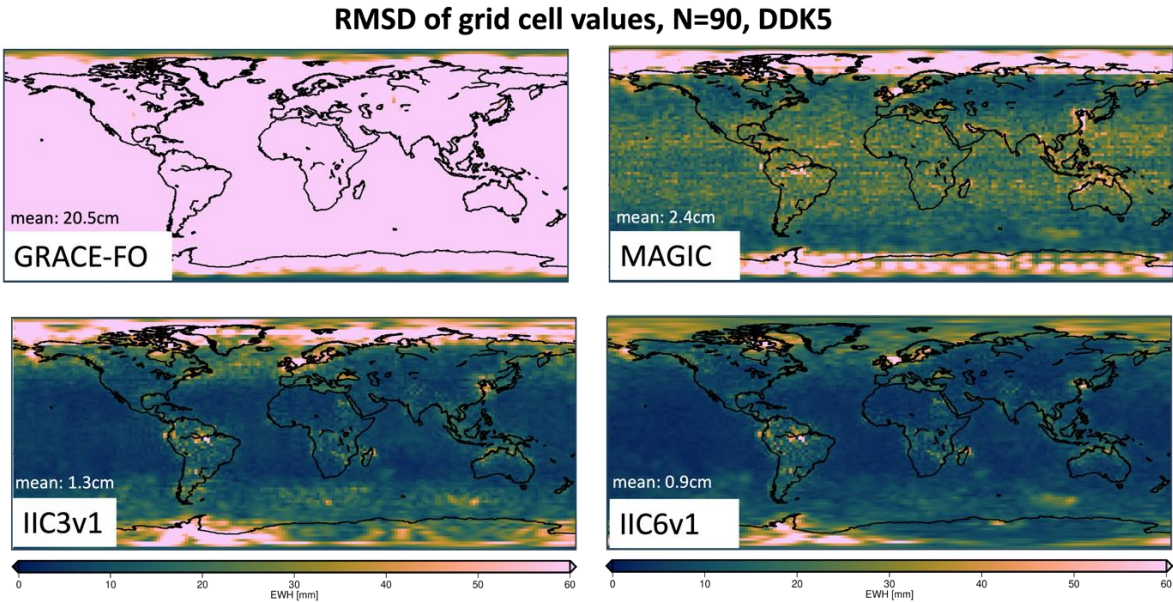 RMSD of grid cell values, N=90, DDK5
mean: 20.5cm
GRACE-FO
mean: 2.4cm
MAGIC
mean: 1.3cm
IIC3v1
mean: 0.9cm
IIC6v1
0 10 20 30 40 50 60
EWH [mm]
0 10 20 30 40 50 60
EWH [mm]